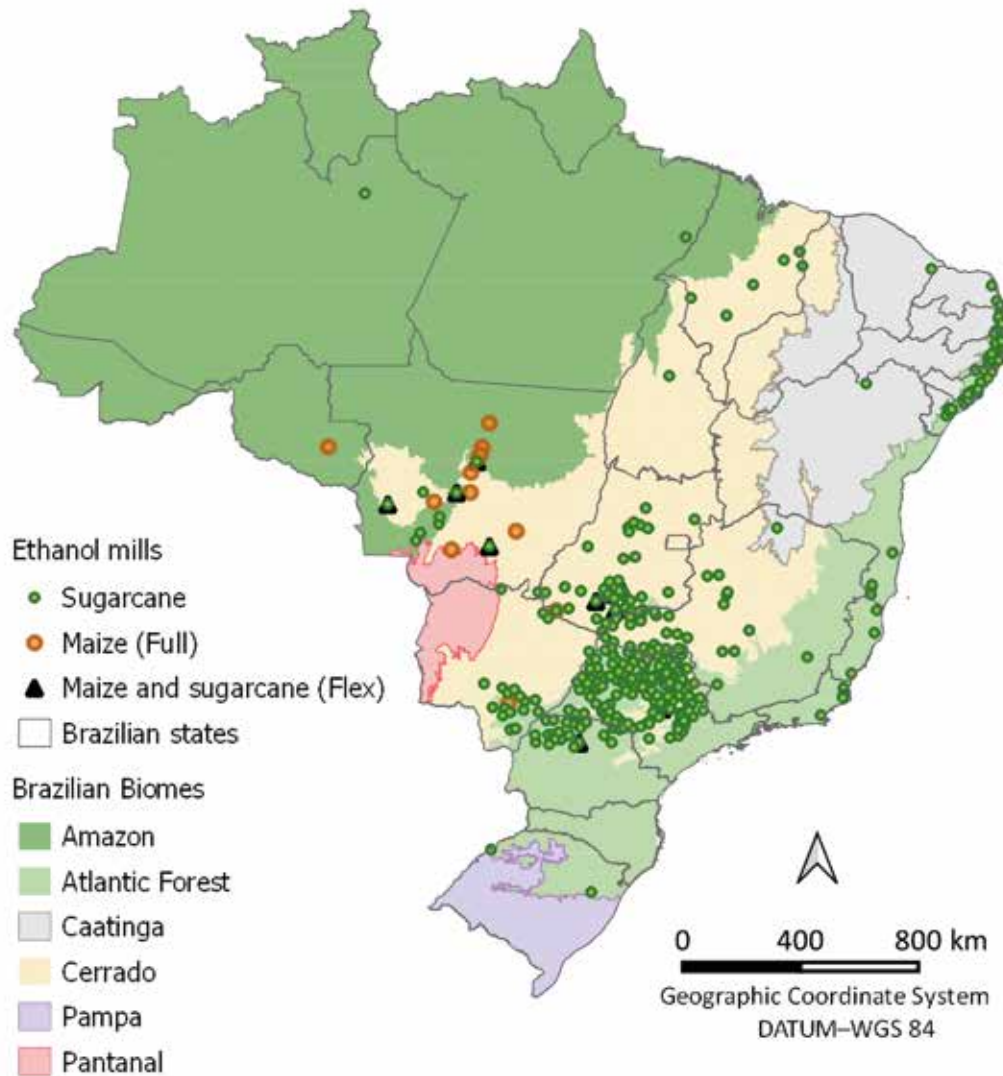 Ethanol mills
Sugarcane
Maize (Full)
Maize and sugarcane (Flex)
Brazilian states
Brazilian Biomes
Amazon
Atlantic Forest
Caatinga
Cerrado
Pampa
Pantanal
0 400 800 km
Geographic Coordinate System
DATUM–WGS 84